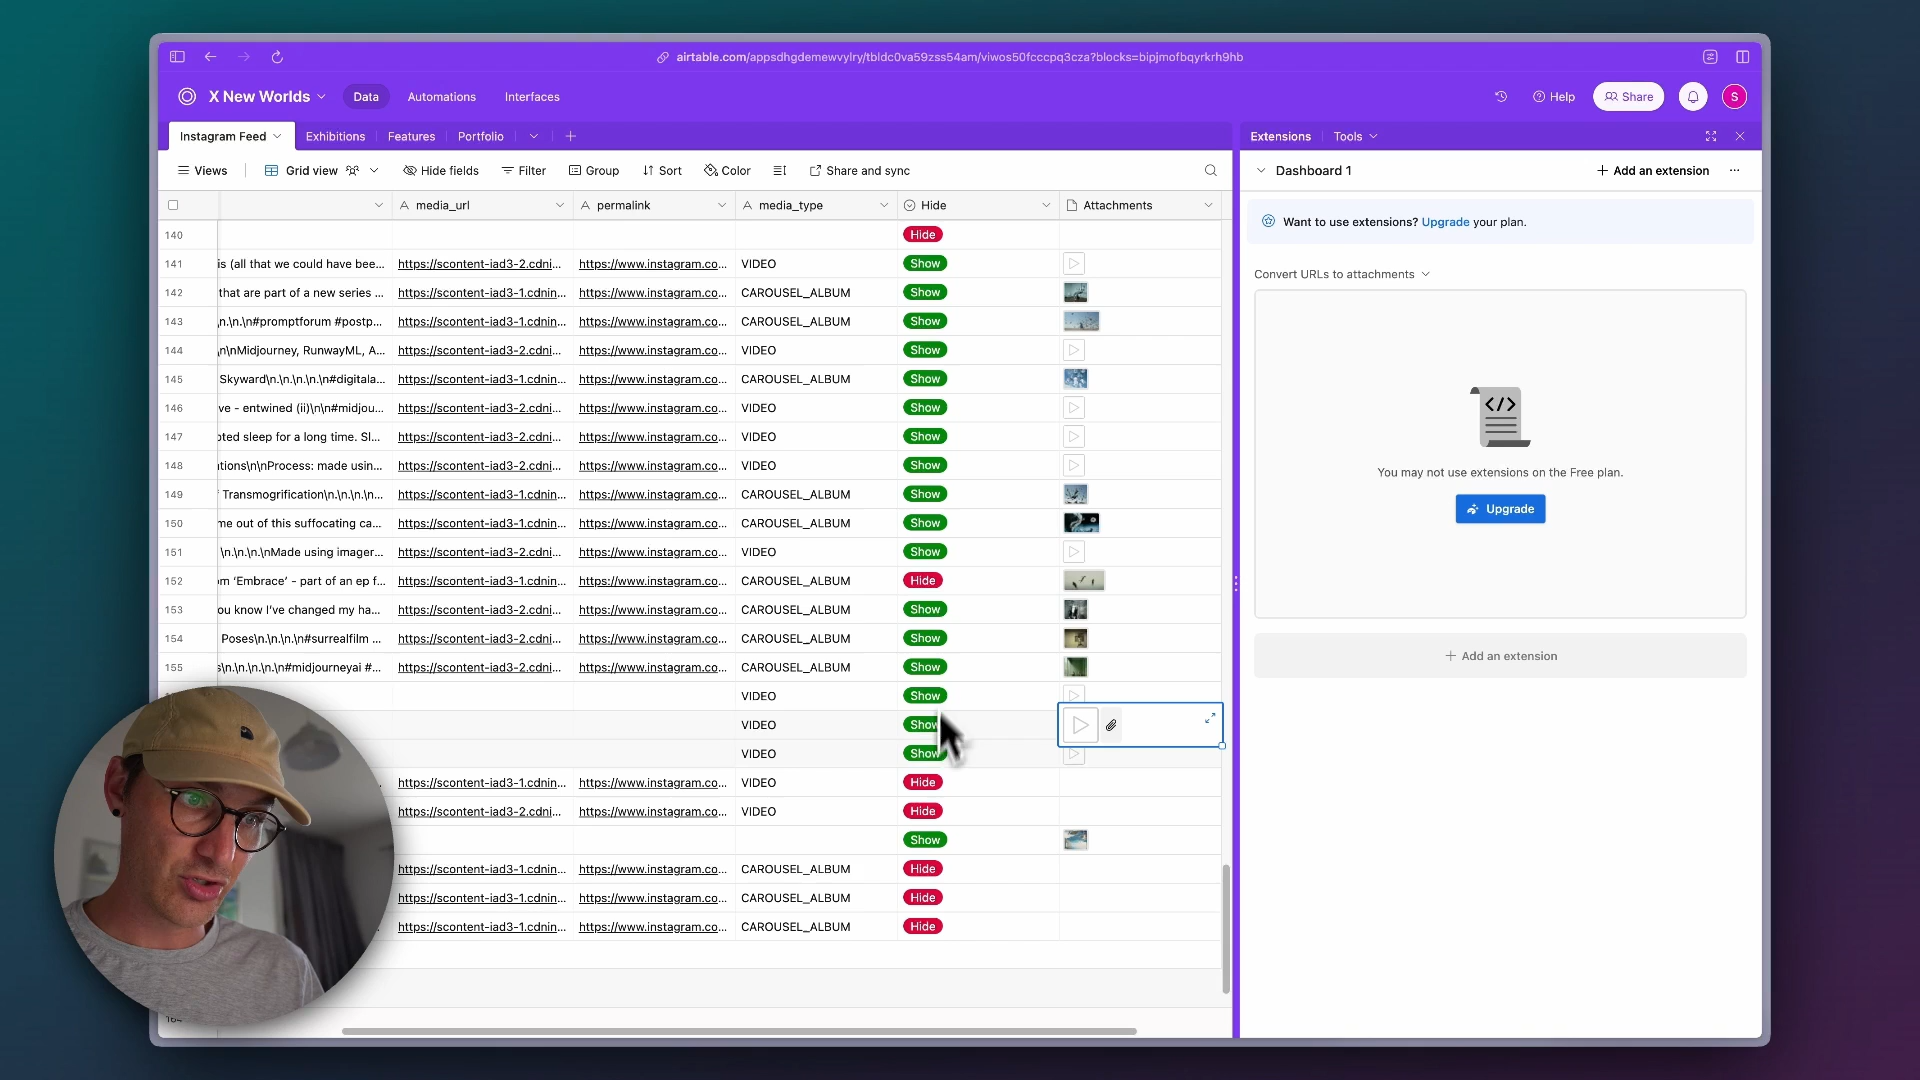 airtable.com/appsdhgdemewvylry/tbldc0va59zss54am/viwos50fcccpq3cza?blocks=bipjmofbqyrkrh9hb
X New Worlds
Data
Automations
Interfaces
Help
Share
S
Instagram Feed
Exhibitions
Features
Portfolio
Extensions
Tools
Views
Grid view
Hide fields
Filter
Group
Sort
Color
Share and sync
Dashboard 1
Add an extension
media_url
permalink
media_type
Hide
Attachments
Want to use extensions? Upgrade your plan.
Convert URLs to attachments
You may not use extensions on the Free plan.
Upgrade
Add an extension
140 Hide
141 is (all that we could have bee... https://scontent-iad3-2.cdni... https://www.instagram.co... VIDEO Show
142 that are part of a new series ... https://scontent-iad3-1.cdnin... https://www.instagram.co... CAROUSEL_ALBUM Show
143 \n.\n.\n#promptforum #postp... https://scontent-iad3-1.cdnin... https://www.instagram.co... CAROUSEL_ALBUM Show
144 \n\nMidjourney, RunwayML, A... https://scontent-iad3-2.cdni... https://www.instagram.co... VIDEO Show
145 Skyward\n.\n.\n.\n.\n#digitala... https://scontent-iad3-1.cdnin... https://www.instagram.co... CAROUSEL_ALBUM Show
146 ve - entwined (ii)\n\n#midjou... https://scontent-iad3-2.cdni... https://www.instagram.co... VIDEO Show
147 oted sleep for a long time. Sl... https://scontent-iad3-2.cdni... https://www.instagram.co... VIDEO Show
148 ations\n\nProcess: made usin... https://scontent-iad3-2.cdni... https://www.instagram.co... VIDEO Show
149 Transmogrification\n.\n.\n.\n... https://scontent-iad3-1.cdnin... https://www.instagram.co... CAROUSEL_ALBUM Show
150 me out of this suffocating ca... https://scontent-iad3-1.cdnin... https://www.instagram.co... CAROUSEL_ALBUM Show
151 \n.\n.\n.\nMade using imager... https://scontent-iad3-2.cdni... https://www.instagram.co... VIDEO Show
152 om ‘Embrace’ - part of an ep f... https://scontent-iad3-1.cdnin... https://www.instagram.co... CAROUSEL_ALBUM Hide
153 ou know I’ve changed my ha... https://scontent-iad3-2.cdni... https://www.instagram.co... CAROUSEL_ALBUM Show
154 Poses\n.\n.\n.\n#surrealfilm ... https://scontent-iad3-2.cdni... https://www.instagram.co... CAROUSEL_ALBUM Show
155 s\n.\n.\n.\n.\n#midjourneyai #... https://scontent-iad3-2.cdni... https://www.instagram.co... CAROUSEL_ALBUM Show
VIDEO Show
VIDEO Show
VIDEO Show
https://scontent-iad3-1.cdnin... https://www.instagram.co... VIDEO Hide
https://scontent-iad3-2.cdni... https://www.instagram.co... VIDEO Hide
Show
https://scontent-iad3-1.cdnin... https://www.instagram.co... CAROUSEL_ALBUM Hide
https://scontent-iad3-1.cdnin... https://www.instagram.co... CAROUSEL_ALBUM Hide
https://scontent-iad3-1.cdnin... https://www.instagram.co... CAROUSEL_ALBUM Hide